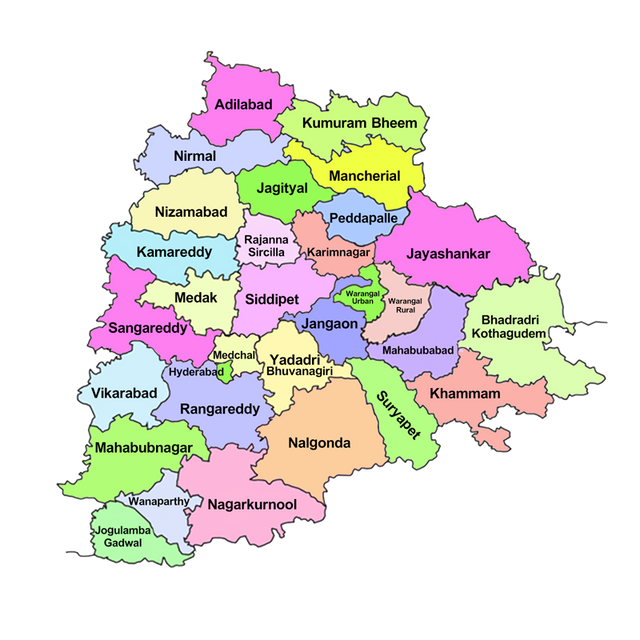 Adilabad
Kumuram Bheem
Nirmal
Mancherial
Jagityal
Nizamabad
Peddapalle
Rajanna
Sircilla
Kamareddy
Karimnagar
Jayashankar
Medak
Siddipet
Warangal
Urban
Warangal
Rural
Sangareddy
Jangaon
Bhadradri
Kothagudem
Mahabubabad
Medchal
Yadadri
Bhuvanagiri
Hyderabad
Vikarabad
Khammam
Rangareddy
Suryapet
Mahabubnagar
Nalgonda
Wanaparthy
Nagarkurnool
Jogulamba
Gadwal